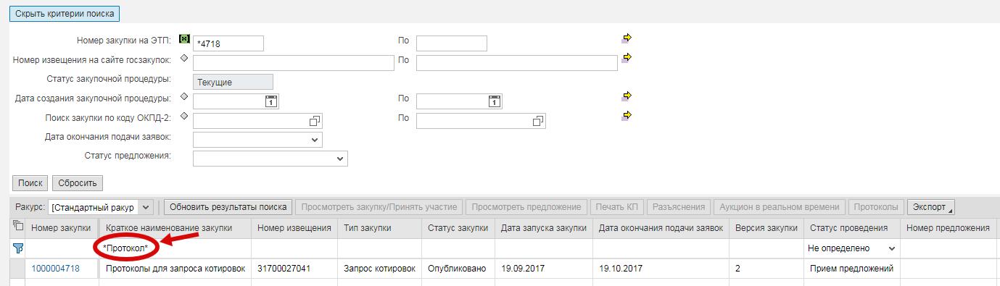 Скрыть критерии поиска
Номер закупки на ЭТП: *4718 По
Номер извещения на сайте госзакупок: По
Статус закупочной процедуры: Текущие
Дата создания закупочной процедуры: 1 По 1
Поиск закупки по коду ОКПД-2: По
Дата окончания подачи заявок:
Статус предложения:
Поиск Сбросить
Ракурс: [Стандартный ракур Обновить результаты поиска Просмотреть закупку/Принять участие Просмотреть предложение Печать КП Разъяснения Аукцион в реальном времени Протоколы Экспорт
Номер закупки Краткое наименование закупки Номер извещения Тип закупки Статус закупки Дата запуска закупки Дата окончания подачи заявок Версия закупки Статус проведения Номер предложения
*Протокол* Не определено
1000004718 Протоколы для запроса котировок 31700027041 Запрос котировок Опубликовано 19.09.2017 19.10.2017 2 Прием предложений